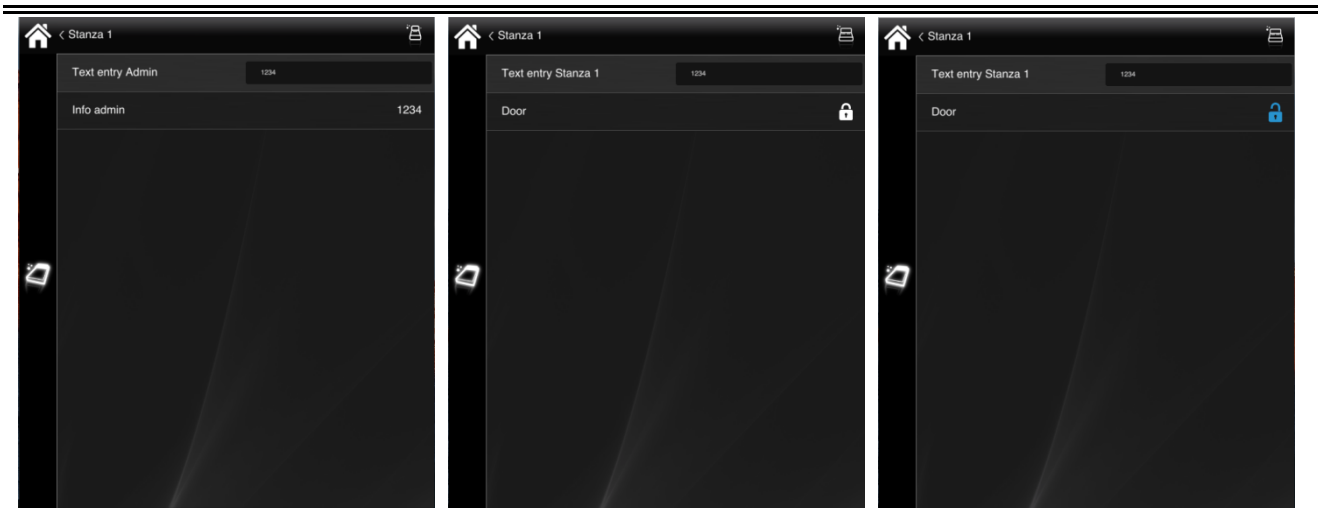 < Stanza 1
Text entry Admin 1234
Info admin 1234
< Stanza 1
Text entry Stanza 1 1234
Door
< Stanza 1
Text entry Stanza 1 1234
Door